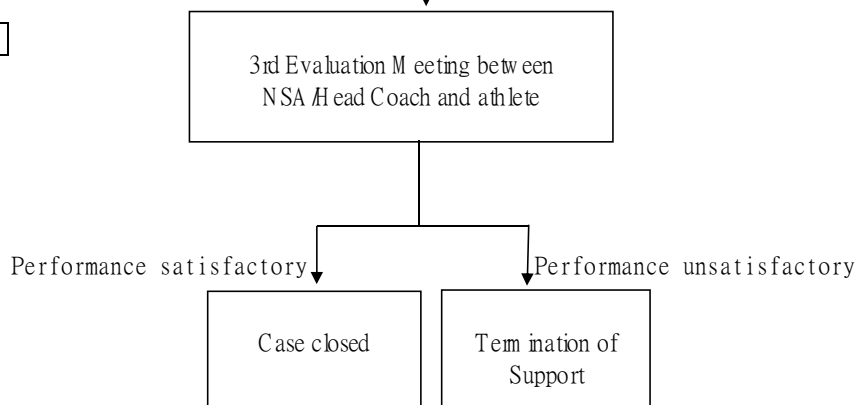 3rd Evaluation Meeting between
NSA/Head Coach and athlete
Performance satisfactory
Performance unsatisfactory
Case closed
Termination of
Support